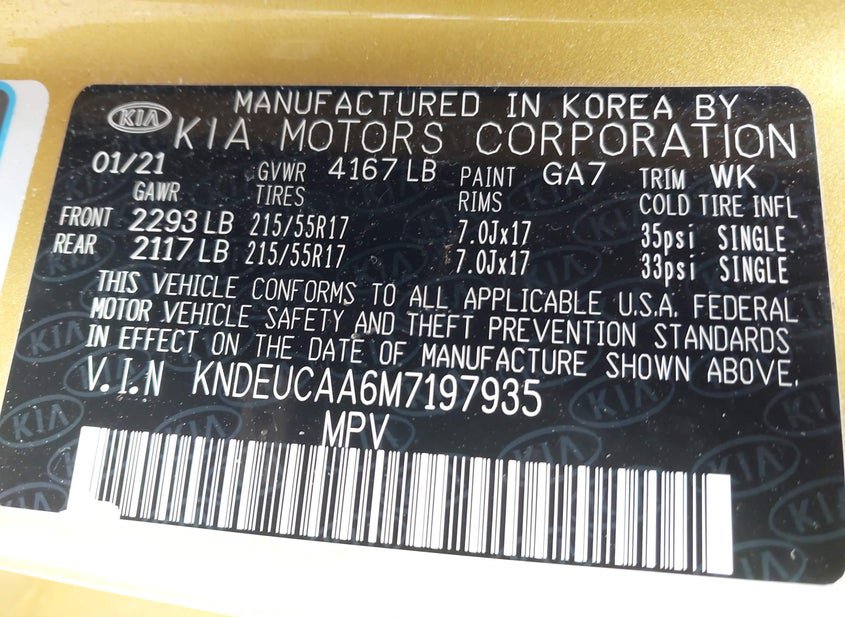 KIA MANUFACTURED IN KOREA BY
KIA MOTORS CORPORATION
01/21 GVWR 4167 LB PAINT GA7 TRIM WK
GAWR TIRES RIMS COLD TIRE INFL
FRONT 2293 LB 215/55R17 7.0Jx17 35psi SINGLE
REAR 2117 LB 215/55R17 7.0Jx17 33psi SINGLE
THIS VEHICLE CONFORMS TO ALL APPLICABLE U.S.A. FEDERAL
MOTOR VEHICLE SAFETY AND THEFT PREVENTION STANDARDS
IN EFFECT ON THE DATE OF MANUFACTURE SHOWN ABOVE.
V.I.N KNDEUCAA6M7197935
MPV